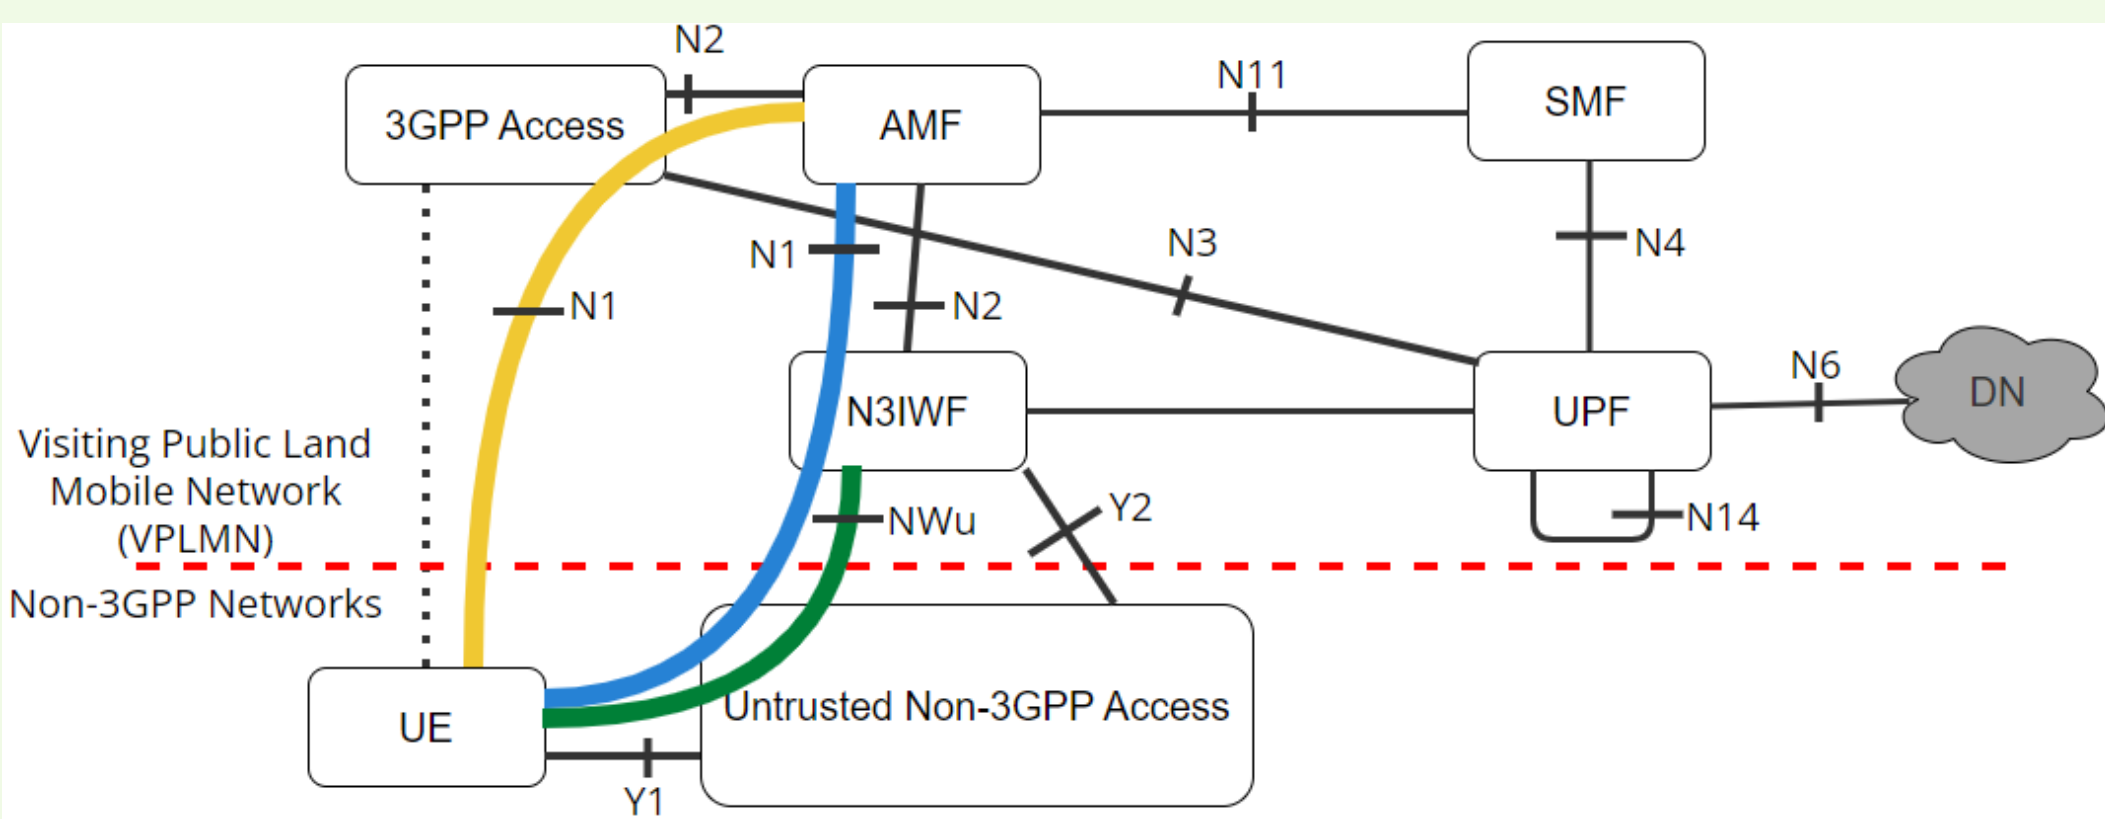 N2
3GPP Access
AMF
N11
SMF
N1
N1
N2
N3
N4
N3IWF
UPF
N6
DN
Visiting Public Land
Mobile Network
(VPLMN)
NWu
Y2
N14
Non-3GPP Networks
UE
Untrusted Non-3GPP Access
Y1